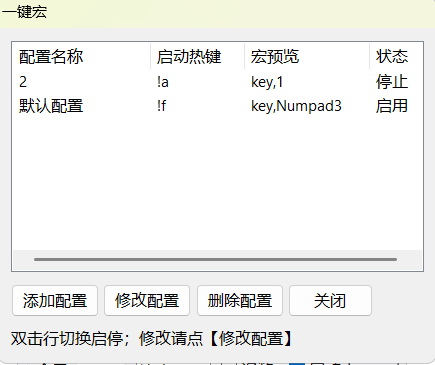 一键宏
配置名称 启动热键 宏预览 状态
2 !a key,1 停止
默认配置 !f key,Numpad3 启用
添加配置 修改配置 删除配置 关闭
双击行切换启停；修改请点【修改配置】